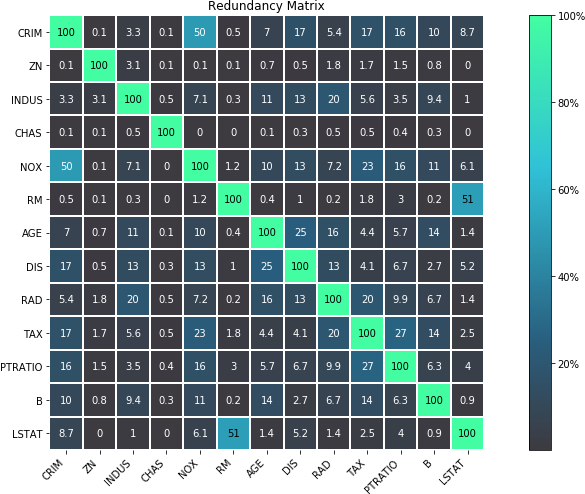 Redundancy Matrix
CRIM 100 0.1 3.3 0.1 50 0.5 7 17 5.4 17 16 10 8.7
ZN 0.1 100 3.1 0.1 0.1 0.1 0.7 0.5 1.8 1.7 1.5 0.8 0
INDUS 3.3 3.1 100 0.5 7.1 0.3 11 13 20 5.6 3.5 9.4 1
CHAS 0.1 0.1 0.5 100 0 0 0.1 0.3 0.5 0.5 0.4 0.3 0
NOX 50 0.1 7.1 0 100 1.2 10 13 7.2 23 16 11 6.1
RM 0.5 0.1 0.3 0 1.2 100 0.4 1 0.2 1.8 3 0.2 51
AGE 7 0.7 11 0.1 10 0.4 100 25 16 4.4 5.7 14 1.4
DIS 17 0.5 13 0.3 13 1 25 100 13 4.1 6.7 2.7 5.2
RAD 5.4 1.8 20 0.5 7.2 0.2 16 13 100 20 9.9 6.7 1.4
TAX 17 1.7 5.6 0.5 23 1.8 4.4 4.1 20 100 27 14 2.5
PTRATIO 16 1.5 3.5 0.4 16 3 5.7 6.7 9.9 27 100 6.3 4
B 10 0.8 9.4 0.3 11 0.2 14 2.7 6.7 14 6.3 100 0.9
LSTAT 8.7 0 1 0 6.1 51 1.4 5.2 1.4 2.5 4 0.9 100
CRIM ZN INDUS CHAS NOX RM AGE DIS RAD TAX PTRATIO B LSTAT
100%
80%
60%
40%
20%